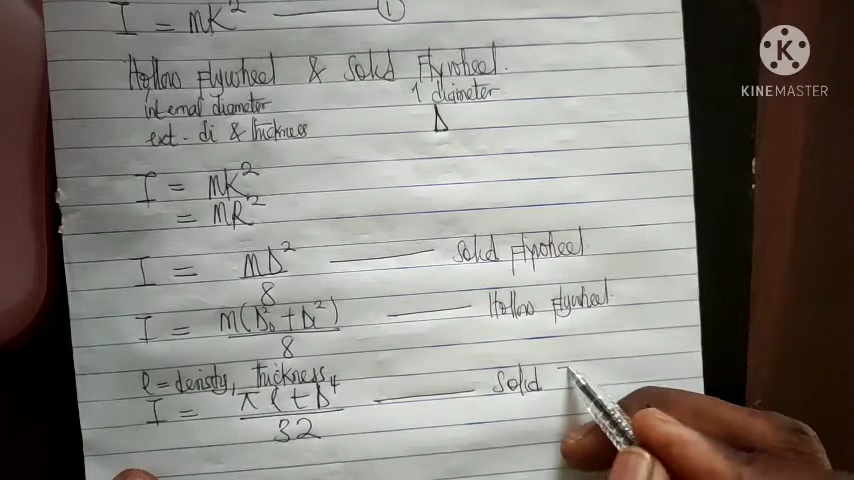 I = mK² ——— ①
Hollow Flywheel & Solid Flywheel.
internal diameter 1 diameter
ext - di & thickness D
I = mK²
= mR²
I = mD²/8 ——— Solid Flywheel
I = m(D₀² + D²)/8 ——— Hollow Flywheel
ρ = density, thickness
I = πρtD⁴/32 ——— Solid
K
KINEMASTER